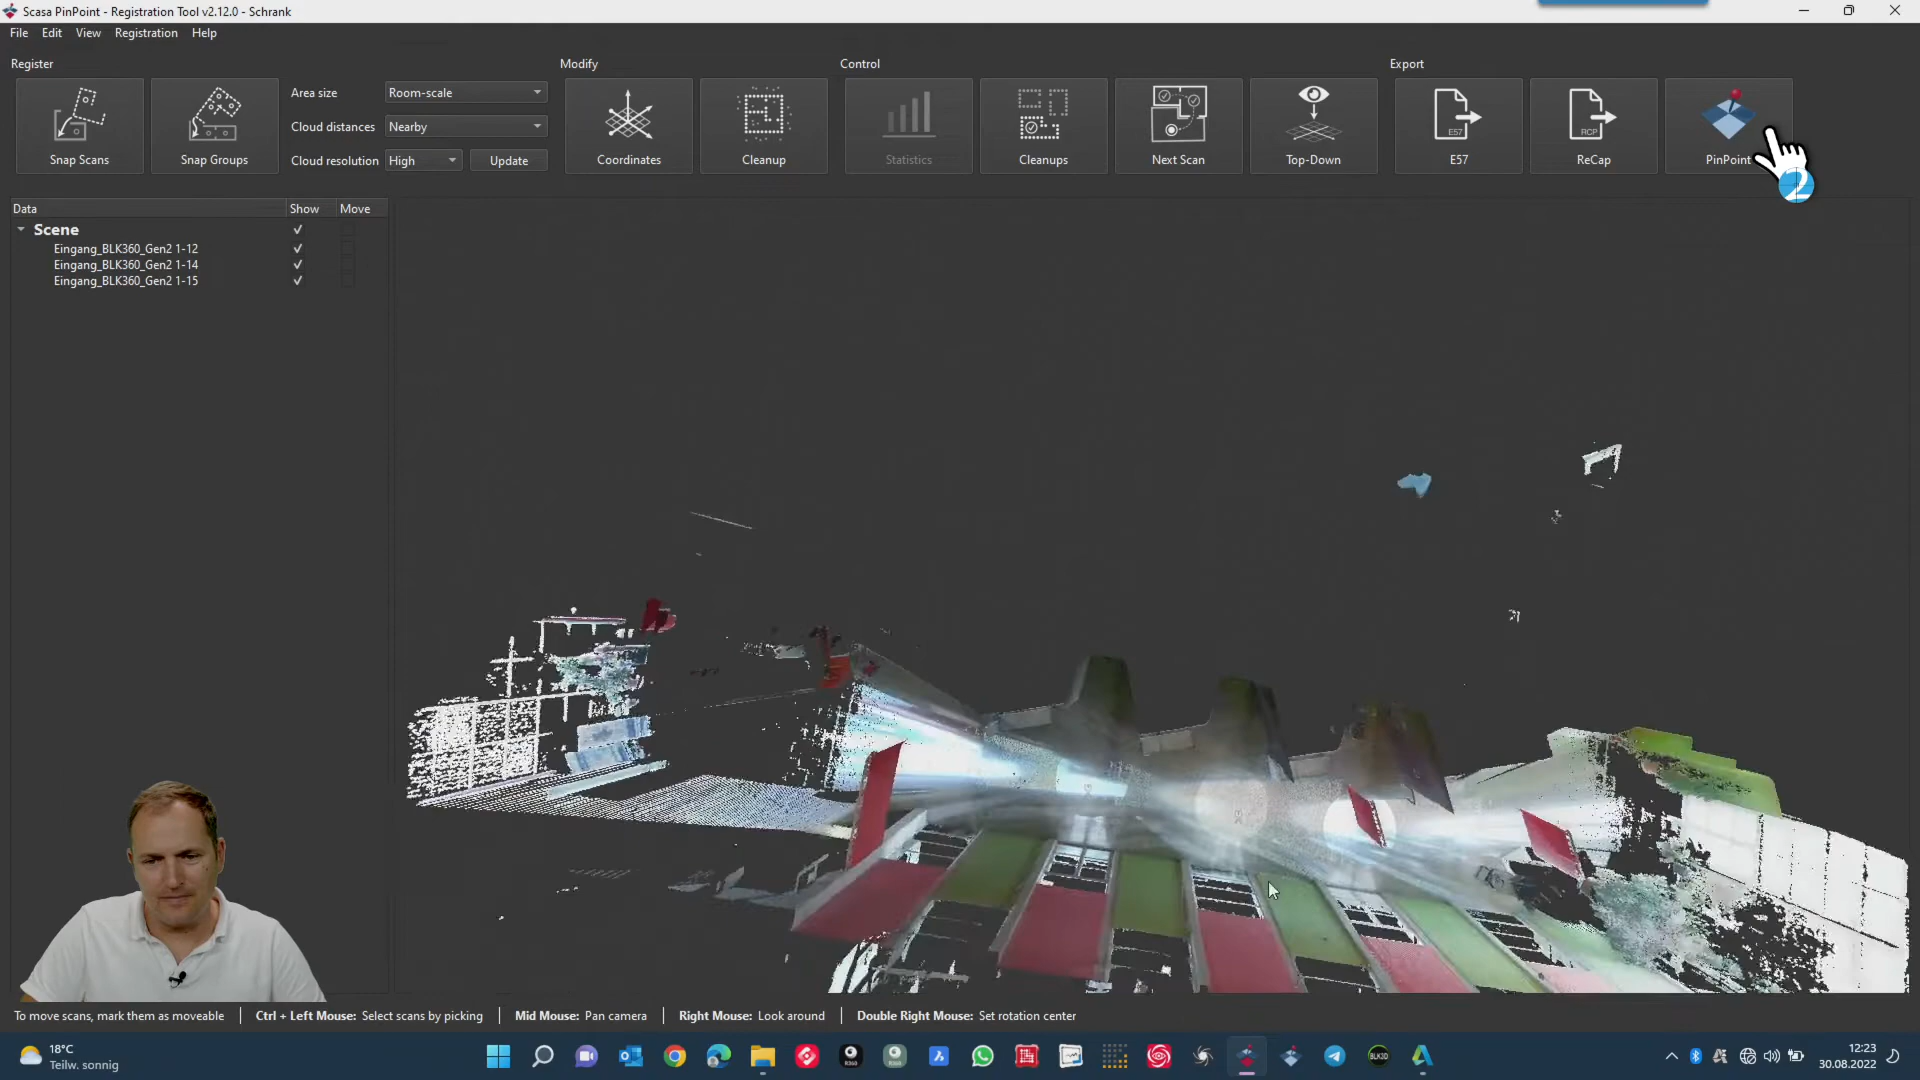 Scasa PinPoint - Registration Tool v2.12.0 - Schrank
File Edit View Registration Help
Register
Modify
Control
Export
Snap Scans
Snap Groups
Area size
Room-scale
Cloud distances
Nearby
Cloud resolution
High
Update
Coordinates
Cleanup
Statistics
Cleanups
Next Scan
Top-Down
E57
E57
RCP
ReCap
PinPoint
2
Data Show Move
Scene
Eingang_BLK360_Gen2 1-12
Eingang_BLK360_Gen2 1-14
Eingang_BLK360_Gen2 1-15
To move scans, mark them as moveable
Ctrl + Left Mouse: Select scans by picking
Mid Mouse: Pan camera
Right Mouse: Look around
Double Right Mouse: Set rotation center
18°C
Teilw. sonnig
12:23
30.08.2022